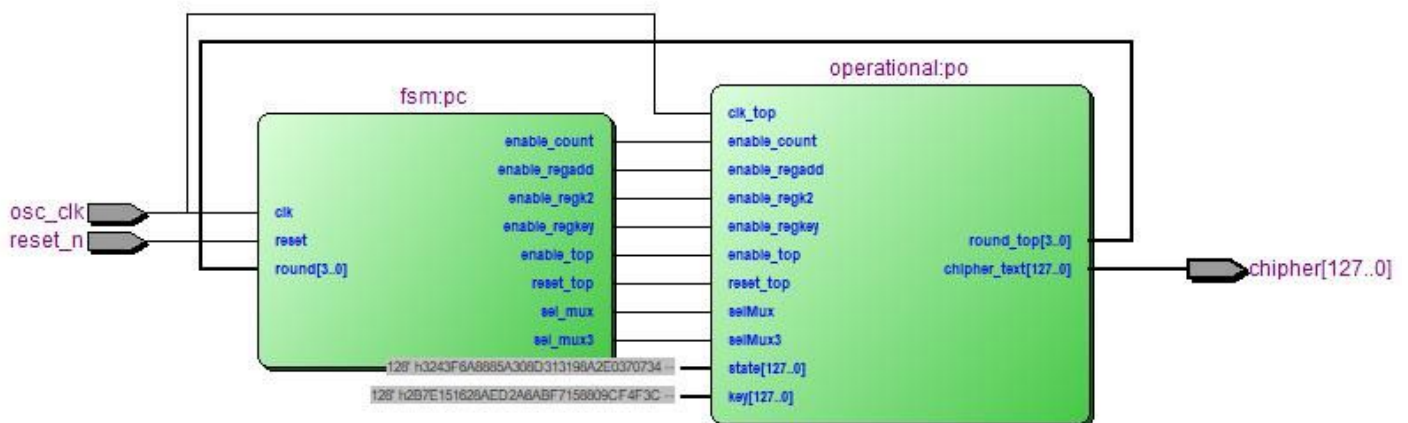 operational:po
fsm:pc
clk_top
enable_count
enable_count
enable_regadd
enable_regadd
enable_regk2
enable_regk2
osc_clk
clk
enable_regkey
enable_regkey
reset_n
reset
round_top[3..0]
round[3..0]
enable_top
enable_top
chipher_text[127..0]
chipher[127..0]
reset_top
reset_top
sel_mux
selMux
sel_mux3
selMux3
128' h3243F6A8885A308D313198A2E0370734 --
state[127..0]
128' h2B7E151628AED2A6ABF7158809CF4F3C --
key[127..0]